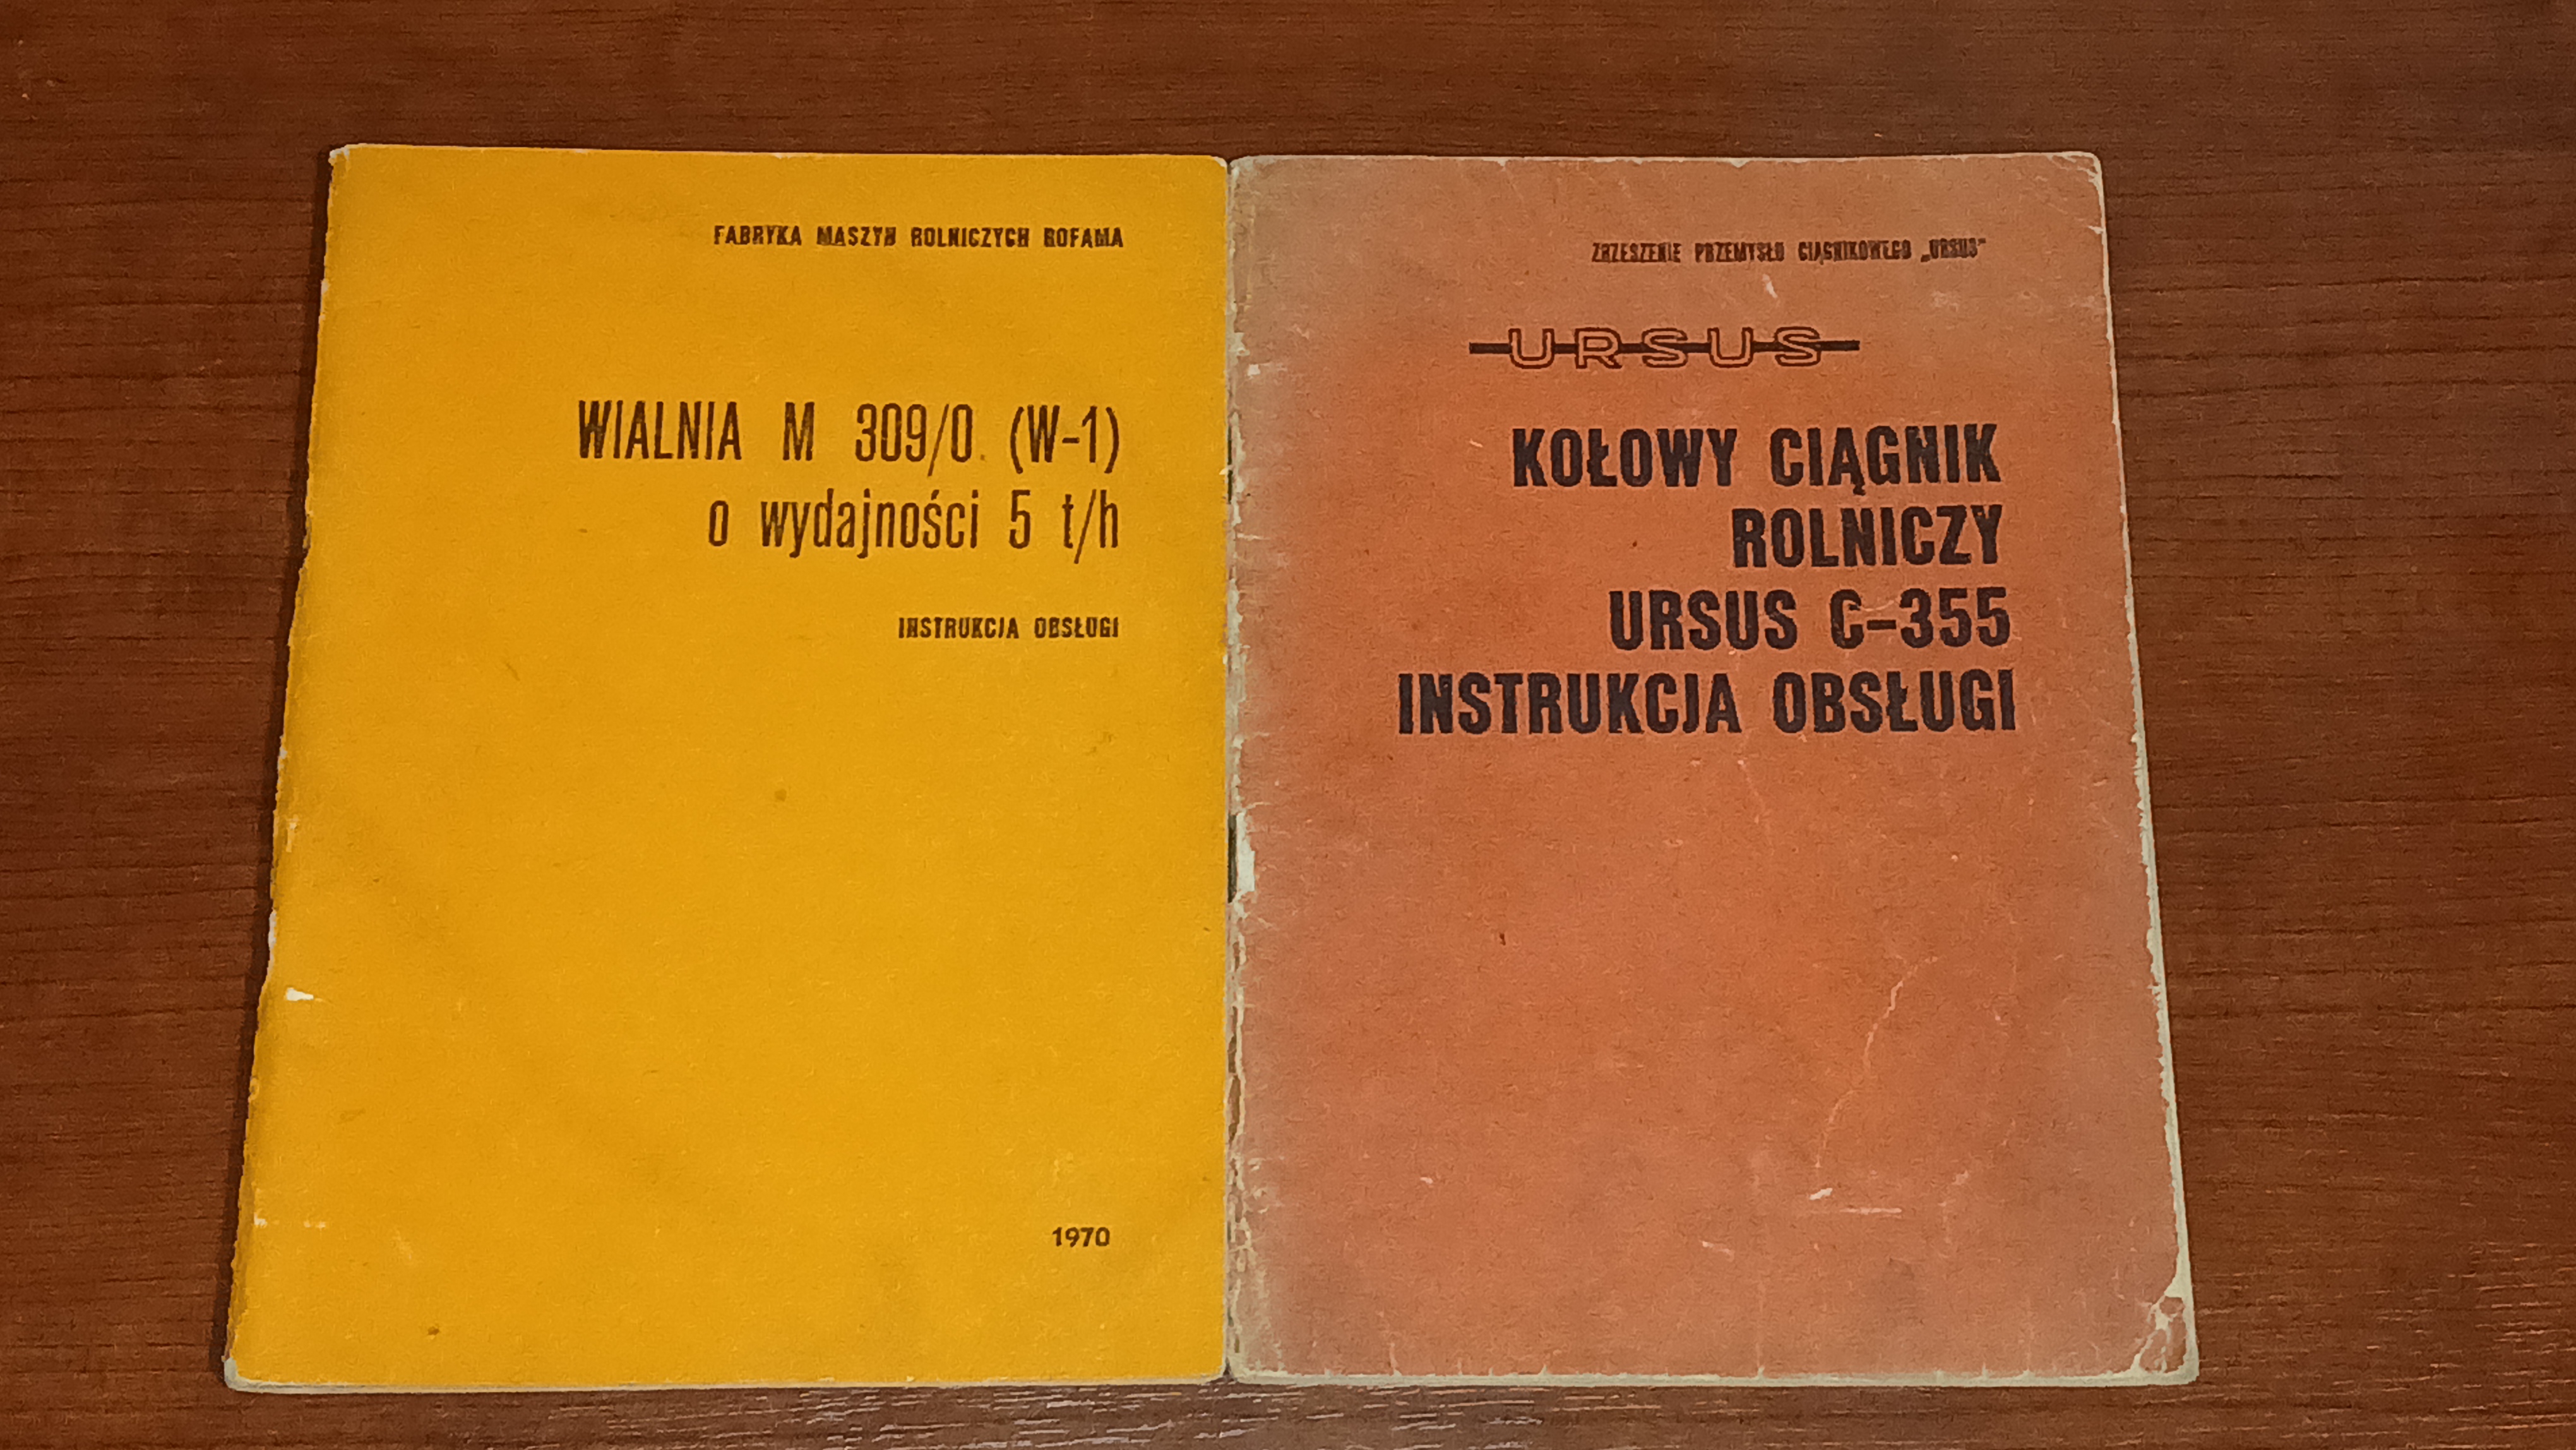 FABRYKA MASZYN ROLNICZYCH ROFAMA
WIALNIA M 309/0 (W-1)
o wydajności 5 t/h
INSTRUKCJA OBSŁUGI
1970
ZRZESZENIE PRZEMYSŁU CIĄGNIKOWEGO „URSUS”
URSUS
KOŁOWY CIĄGNIK
ROLNICZY
URSUS C-355
INSTRUKCJA OBSŁUGI